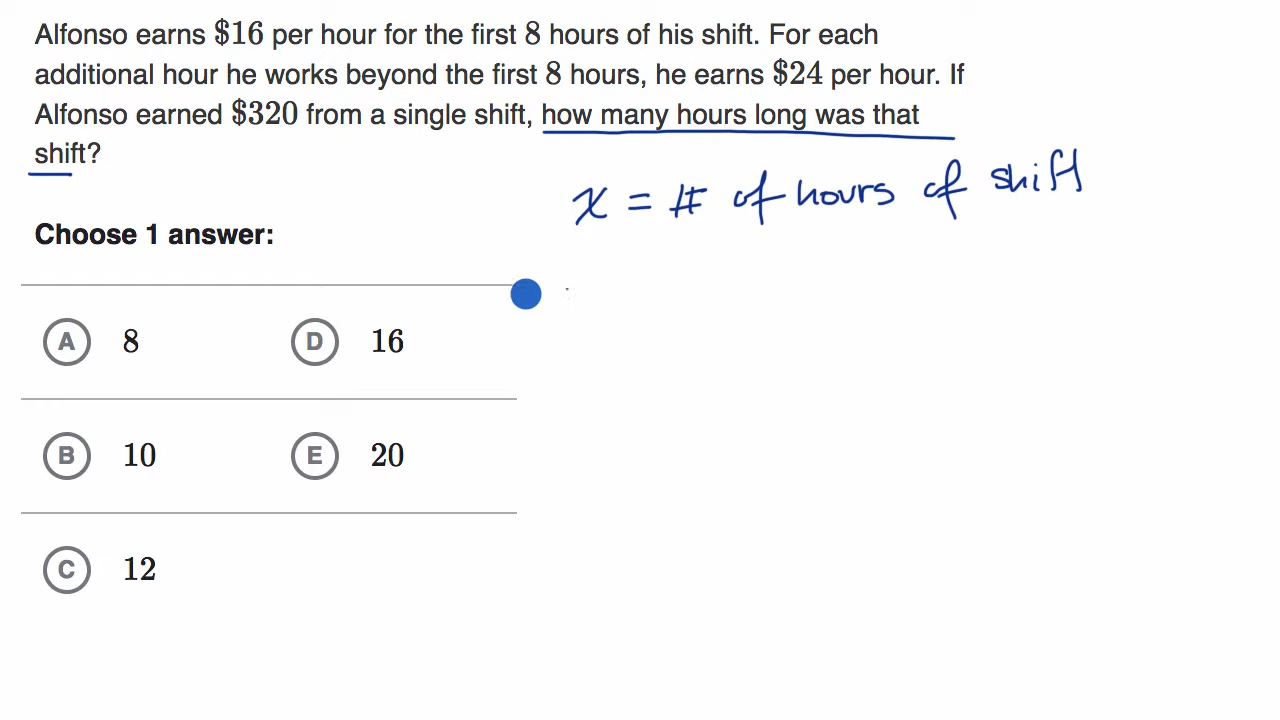 Alfonso earns $16 per hour for the first 8 hours of his shift. For each
additional hour he works beyond the first 8 hours, he earns $24 per hour. If
Alfonso earned $320 from a single shift, how many hours long was that
shift?
x = # of hours of shift
Choose 1 answer:
A 8
D 16
B 10
E 20
C 12